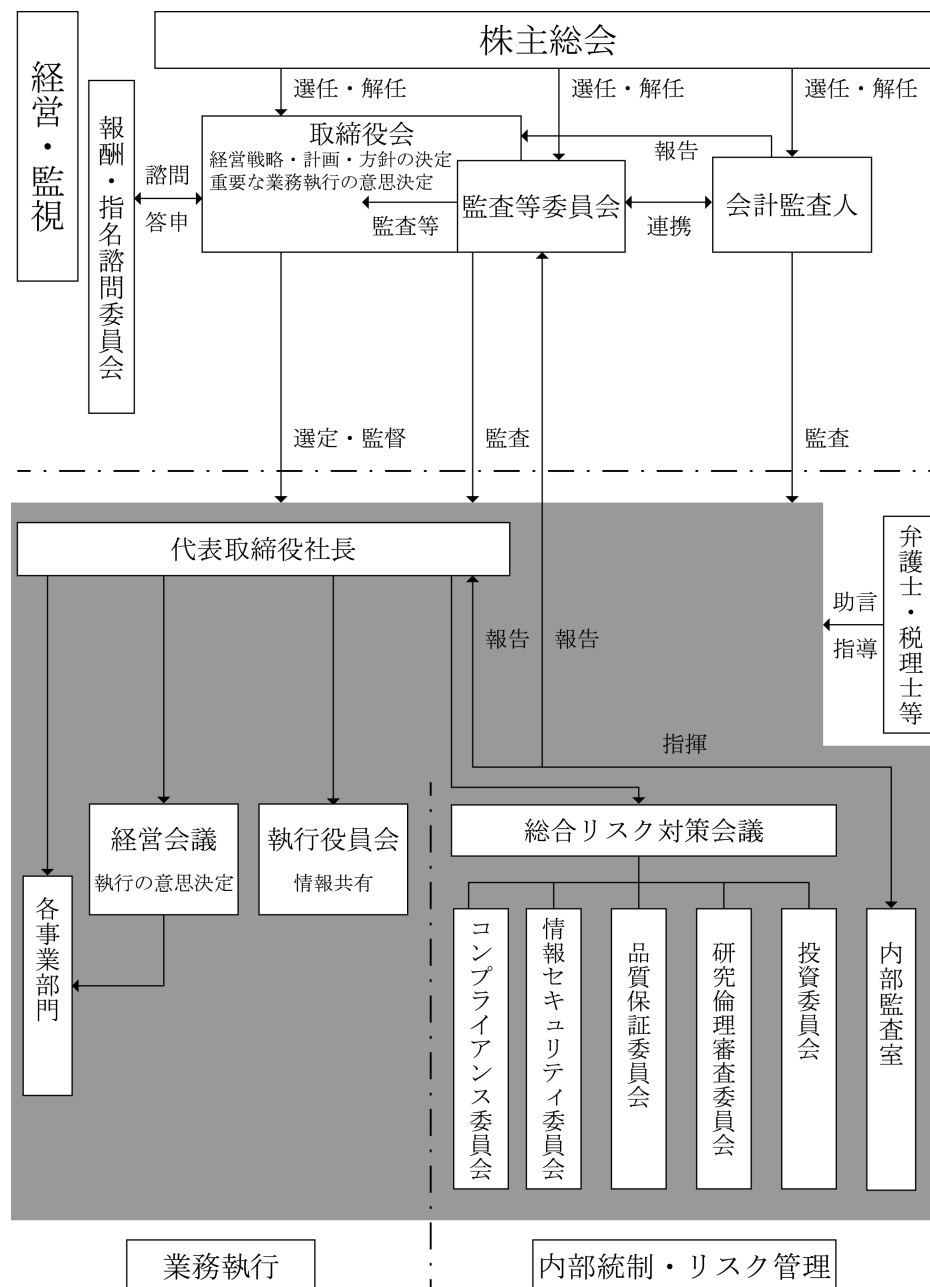 株主総会
経営・監視
選任・解任
選任・解任
選任・解任
報酬・指名諮問委員会
取締役会
経営戦略・計画・方針の決定
重要な業務執行の意思決定
報告
諮問
答申
監査等
監査等委員会
連携
会計監査人
選定・監督
監査
監査
代表取締役社長
弁護士・税理士等
助言
指導
報告
報告
指揮
経営会議
執行の意思決定
執行役員会
情報共有
総合リスク対策会議
各事業部門
コンプライアンス委員会
情報セキュリティ委員会
品質保証委員会
研究倫理審査委員会
投資委員会
内部監査室
業務執行
内部統制・リスク管理